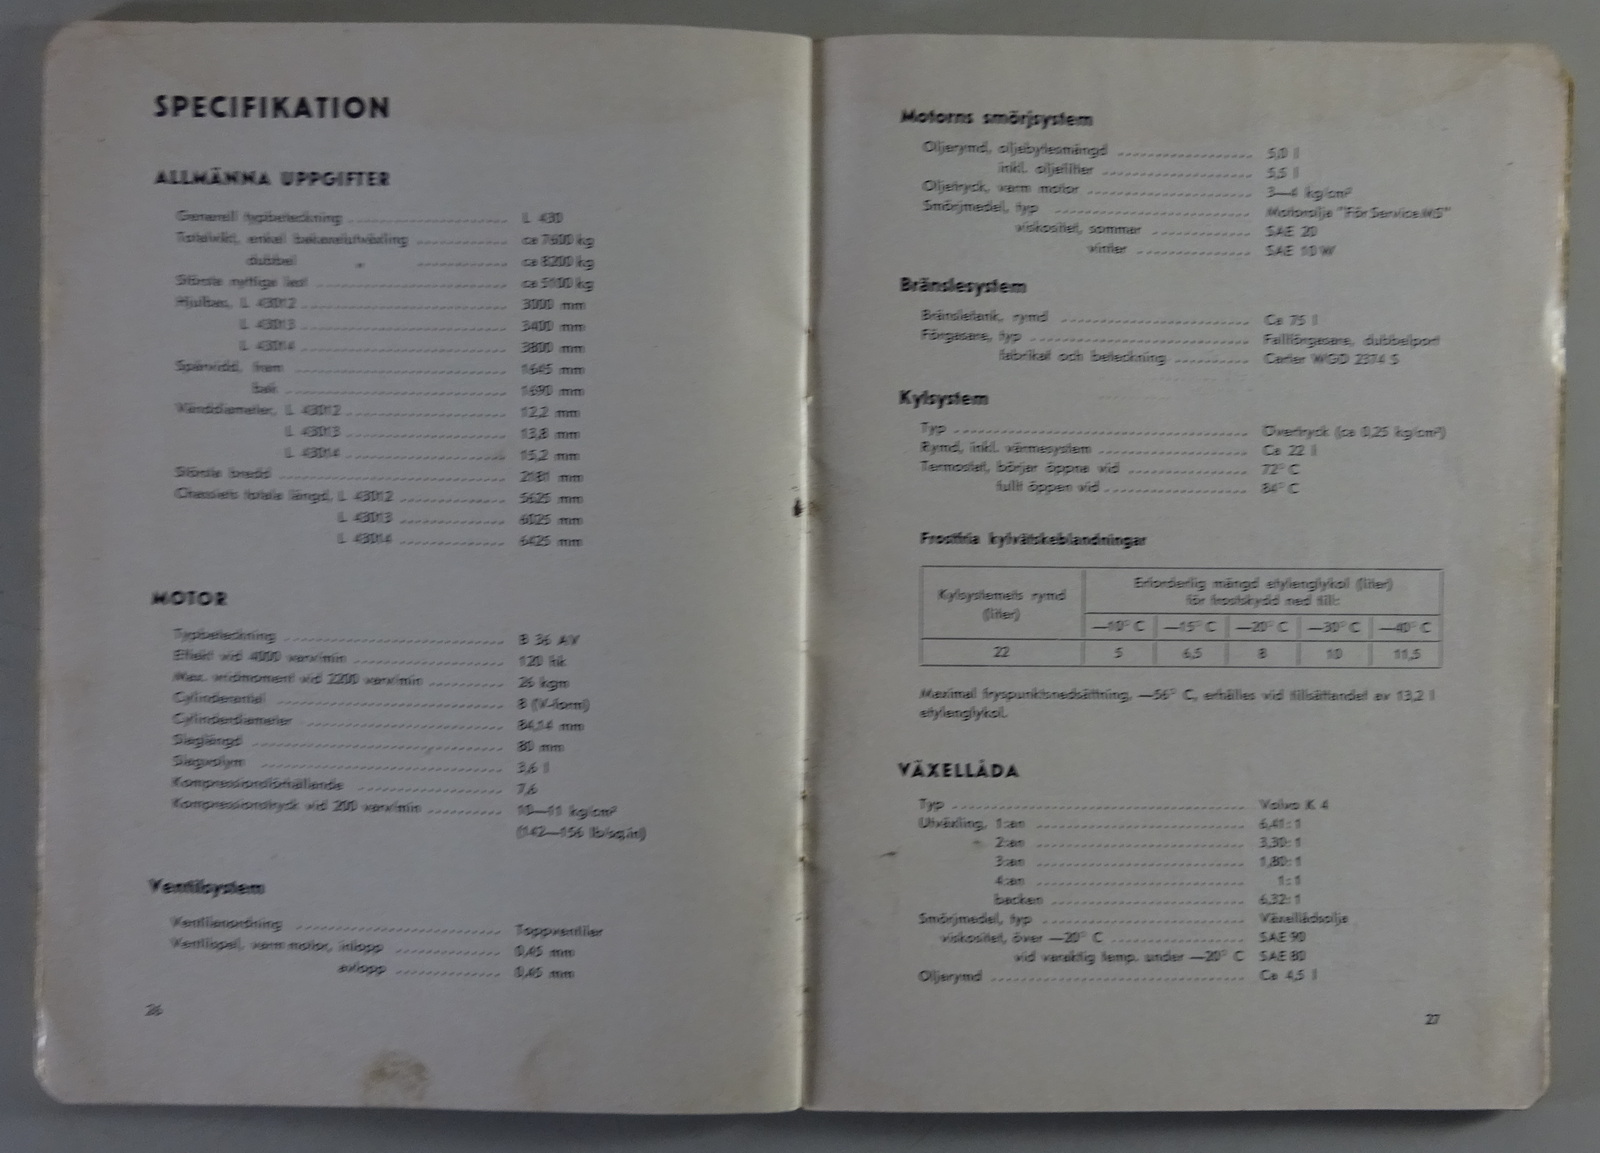 SPECIFIKATION
ALLMÄNNA UPPGIFTER
Generell typbeteckning L 430
Totalvikt, enkel bakaxelutväxling ca 7600 kg
dubbel „ ca 8200 kg
Största nyttiga last ca 5100 kg
Hjulbas, L 43012 3000 mm
L 43013 3400 mm
L 43014 3800 mm
Spårvidd, fram 1645 mm
bak 1690 mm
Vänddiameter, L 43012 12,2 mm
L 43013 13,8 mm
L 43014 15,2 mm
Största bredd 2181 mm
Chassiets totala längd, L 43012 5625 mm
L 43013 6025 mm
L 43014 6425 mm
MOTOR
Typbeteckning B 36 AV
Effekt vid 4000 varv/min 120 hk
Max. vridmoment vid 2200 varv/min 26 kgm
Cylinderantal 8 (V-form)
Cylinderdiameter 84,14 mm
Slaglängd 80 mm
Slagvolym 3,6 l
Kompressionsförhållande 7,6
Kompressionstryck vid 200 varv/min 10—11 kg/cm²
(142—156 lb/sq.in)
Ventilsystem
Ventilanordning Toppventiler
Ventilspel, varm motor, inlopp 0,45 mm
avlopp 0,45 mm
26
Motorns smörjsystem
Oljerymd, oljebytesmängd 5,0 l
inkl. oljefilter 5,5 l
Oljetryck, varm motor 3—4 kg/cm²
Smörjmedel, typ Motorolja "För Service MS"
viskositet, sommar SAE 20
vinter SAE 10 W
Bränslesystem
Bränsletank, rymd Ca 75 l
Förgasare, typ Fallförgasare, dubbelport
fabrikat och beteckning Carter WGD 2374 S
Kylsystem
Typ Övertryck (ca 0,25 kg/cm²)
Rymd, inkl. värmesystem Ca 22 l
Termostat, börjar öppna vid 72° C
fullt öppen vid 84° C
Frostfria kylvätskeblandningar
Kylsystemets rymd (liter) Erforderlig mängd etylenglykol (liter)
för frostskydd ned till:
—10° C —15° C —20° C —30° C —40° C
22 5 6,5 8 10 11,5
Maximal fryspunktsnedsättning, —56° C, erhålles vid tillsättandet av 13,2 l
etylenglykol.
VÄXELLÅDA
Typ Volvo K 4
Utväxling, 1:an 6,41:1
2:an 3,30:1
3:an 1,80:1
4:an 1:1
backen 6,32:1
Smörjmedel, typ Växellådsolja
viskositet, över —20° C SAE 90
vid varaktig temp. under —20° C SAE 80
Oljerymd Ca 4,5 l
27